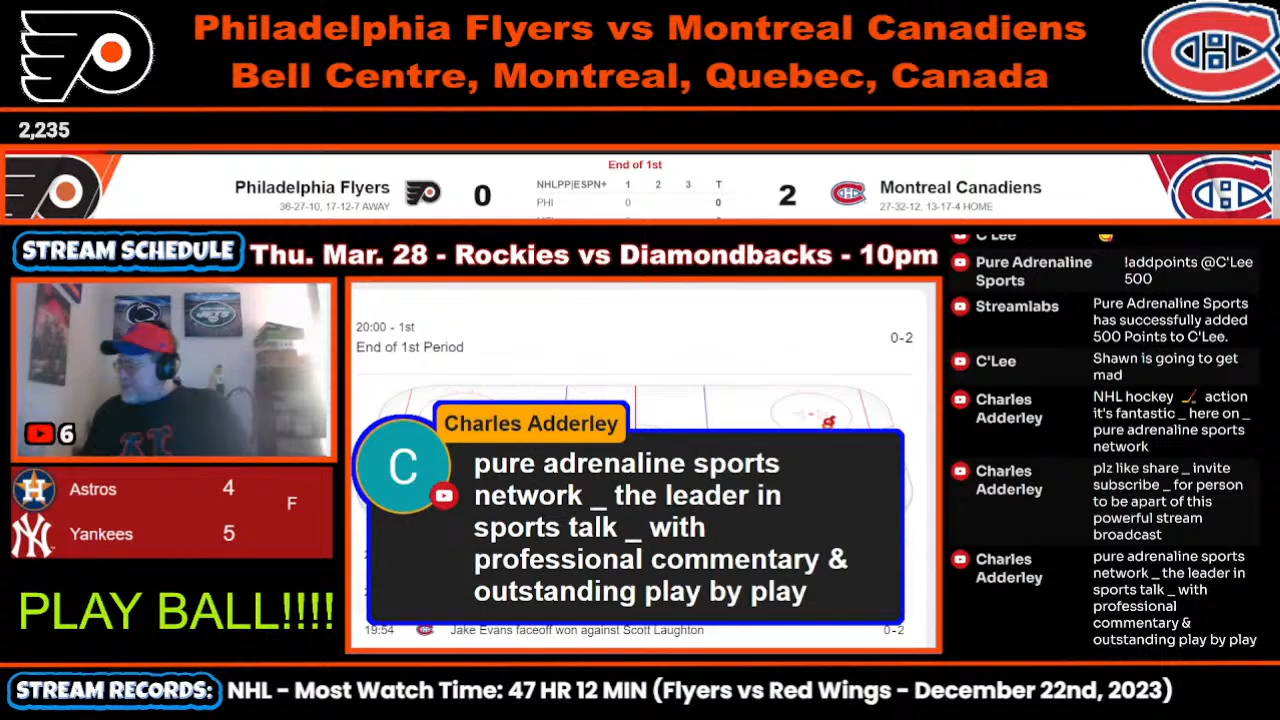 Philadelphia Flyers vs Montreal Canadiens
Bell Centre, Montreal, Quebec, Canada
2,235
End of 1st
Philadelphia Flyers 0
36-27-10, 17-12-7 AWAY
NHLPP|ESPN+ 1 2 3 T
PHI 0 0
2 Montreal Canadiens
27-32-12, 13-17-4 HOME
STREAM SCHEDULE Thu. Mar. 28 - Rockies vs Diamondbacks - 10pm
JETS
6
Astros 4
F
Yankees 5
PLAY BALL!!!!
20:00 - 1st
End of 1st Period
0-2
Charles Adderley
C
pure adrenaline sports
network _ the leader in
sports talk _ with
professional commentary &
outstanding play by play
19:54 Jake Evans faceoff won against Scott Laughton 0-2
C'Lee
Pure Adrenaline Sports
!addpoints @C'Lee
500
Streamlabs
Pure Adrenaline Sports
has successfully added
500 Points to C'Lee.
C'Lee
Shawn is going to get
mad
Charles Adderley
NHL hockey 🏒 action
it's fantastic _ here on _
pure adrenaline sports
network
Charles Adderley
plz like share _ invite
subscribe _ for person
to be apart of this
powerful stream
broadcast
Charles Adderley
pure adrenaline sports
network _ the leader in
sports talk _ with
professional
commentary &
outstanding play by play
STREAM RECORDS: NHL - Most Watch Time: 47 HR 12 MIN (Flyers vs Red Wings - December 22nd, 2023)